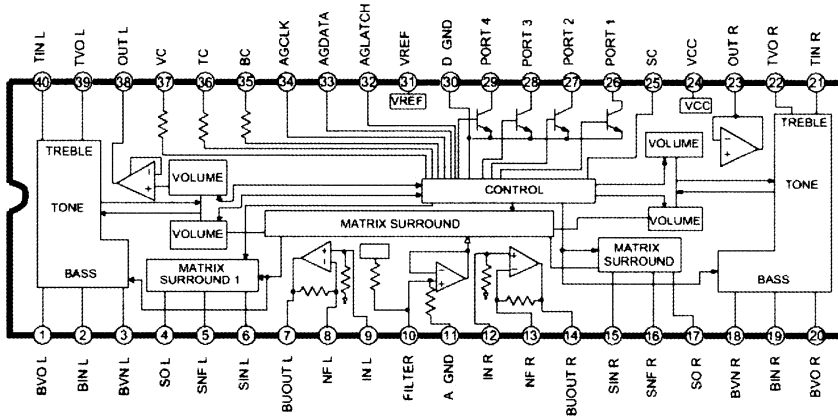 TIN L
TVO L
OUT L
VC
TC
BC
AGCLK
AGDATA
AGLATCH
VREF
D GND
PORT 4
PORT 3
PORT 2
PORT 1
SC
VCC
OUT R
TVO R
TIN R
40 39 38 37 36 35 34 33 32 31 30 29 28 27 26 25 24 23 22 21
VREF
VCC
TREBLE
TONE
BASS
VOLUME
VOLUME
MATRIX
SURROUND 1
CONTROL
MATRIX SURROUND
VOLUME
VOLUME
MATRIX
SURROUND
TREBLE
TONE
BASS
1 2 3 4 5 6 7 8 9 10 11 12 13 14 15 16 17 18 19 20
BVO L
BIN L
BVN L
SO L
SNF L
SIN L
BUOUT L
NF L
IN L
FILTER
A GND
IN R
NF R
BUOUT R
SIN R
SNF R
SO R
BVN R
BIN R
BVO R